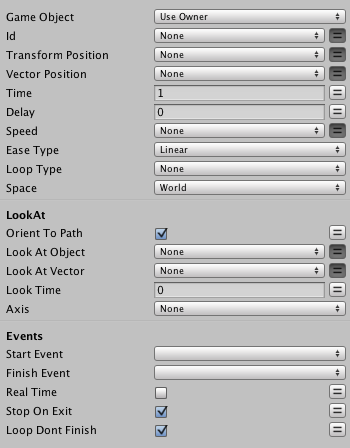 Game Object Use Owner
Id None
Transform Position None
Vector Position None
Time 1
Delay 0
Speed None
Ease Type Linear
Loop Type None
Space World
LookAt
Orient To Path
Look At Object None
Look At Vector None
Look Time 0
Axis None
Events
Start Event
Finish Event
Real Time
Stop On Exit
Loop Dont Finish